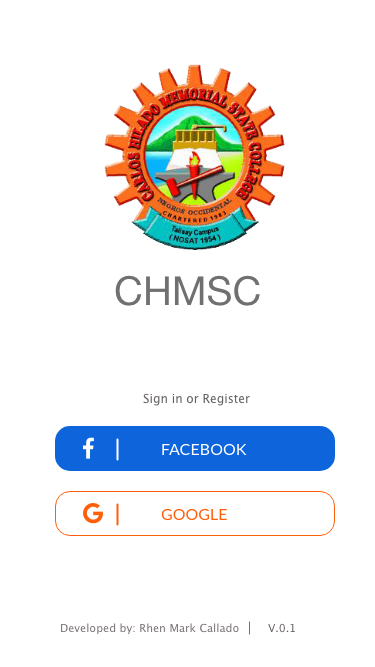 CARLOS HILADO MEMORIAL STATE COLLEGE
NEGROS OCCIDENTAL
CHARTERED 1983
Talisay Campus
( NOSAT 1954 )
CHMSC
Sign in or Register
f | FACEBOOK
G | GOOGLE
Developed by: Rhen Mark Callado | V.0.1